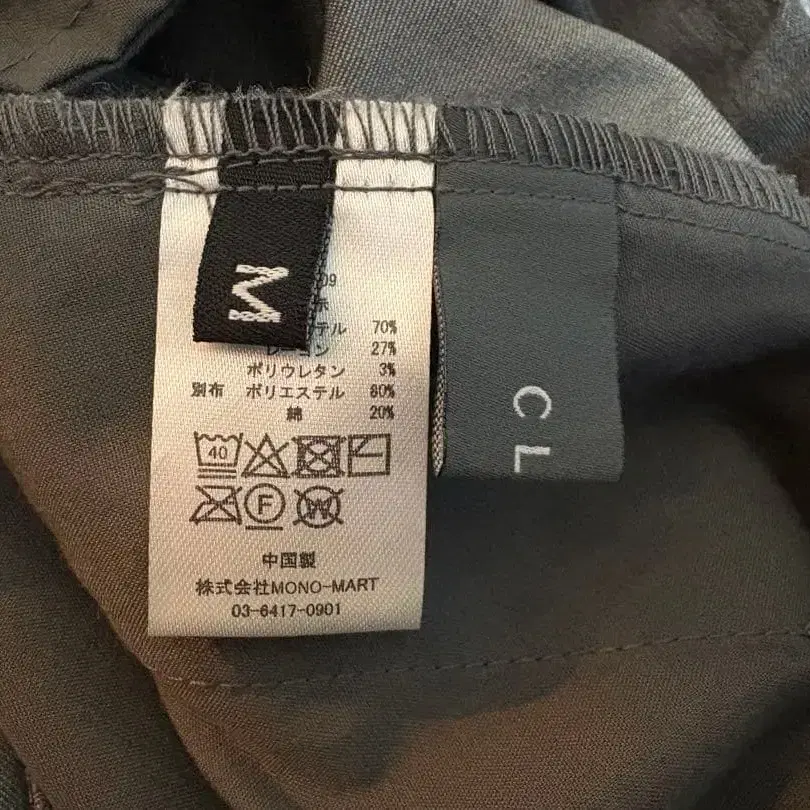 M
09
テル 70%
レーヨン 27%
ポリウレタン 3%
別布 ポリエステル 80%
綿 20%
40
F
W
中国製
株式会社MONO-MART
03-6417-0901
CL